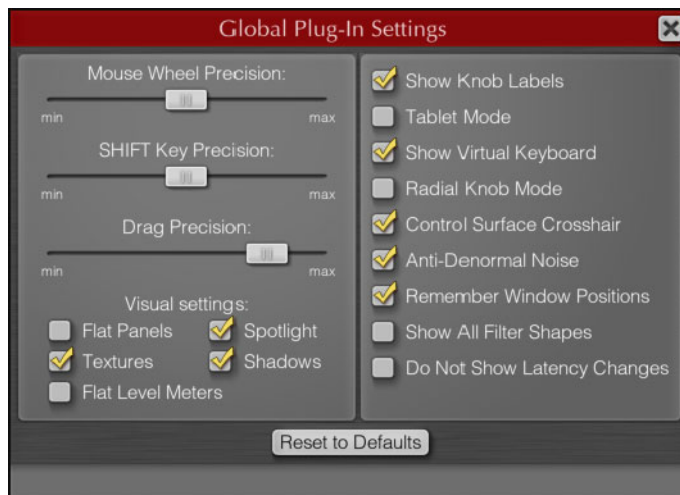 Global Plug-In Settings
Mouse Wheel Precision:
min max
SHIFT Key Precision:
min max
Drag Precision:
min max
Visual settings:
Flat Panels Spotlight
Textures Shadows
Flat Level Meters
Show Knob Labels
Tablet Mode
Show Virtual Keyboard
Radial Knob Mode
Control Surface Crosshair
Anti-Denormal Noise
Remember Window Positions
Show All Filter Shapes
Do Not Show Latency Changes
Reset to Defaults